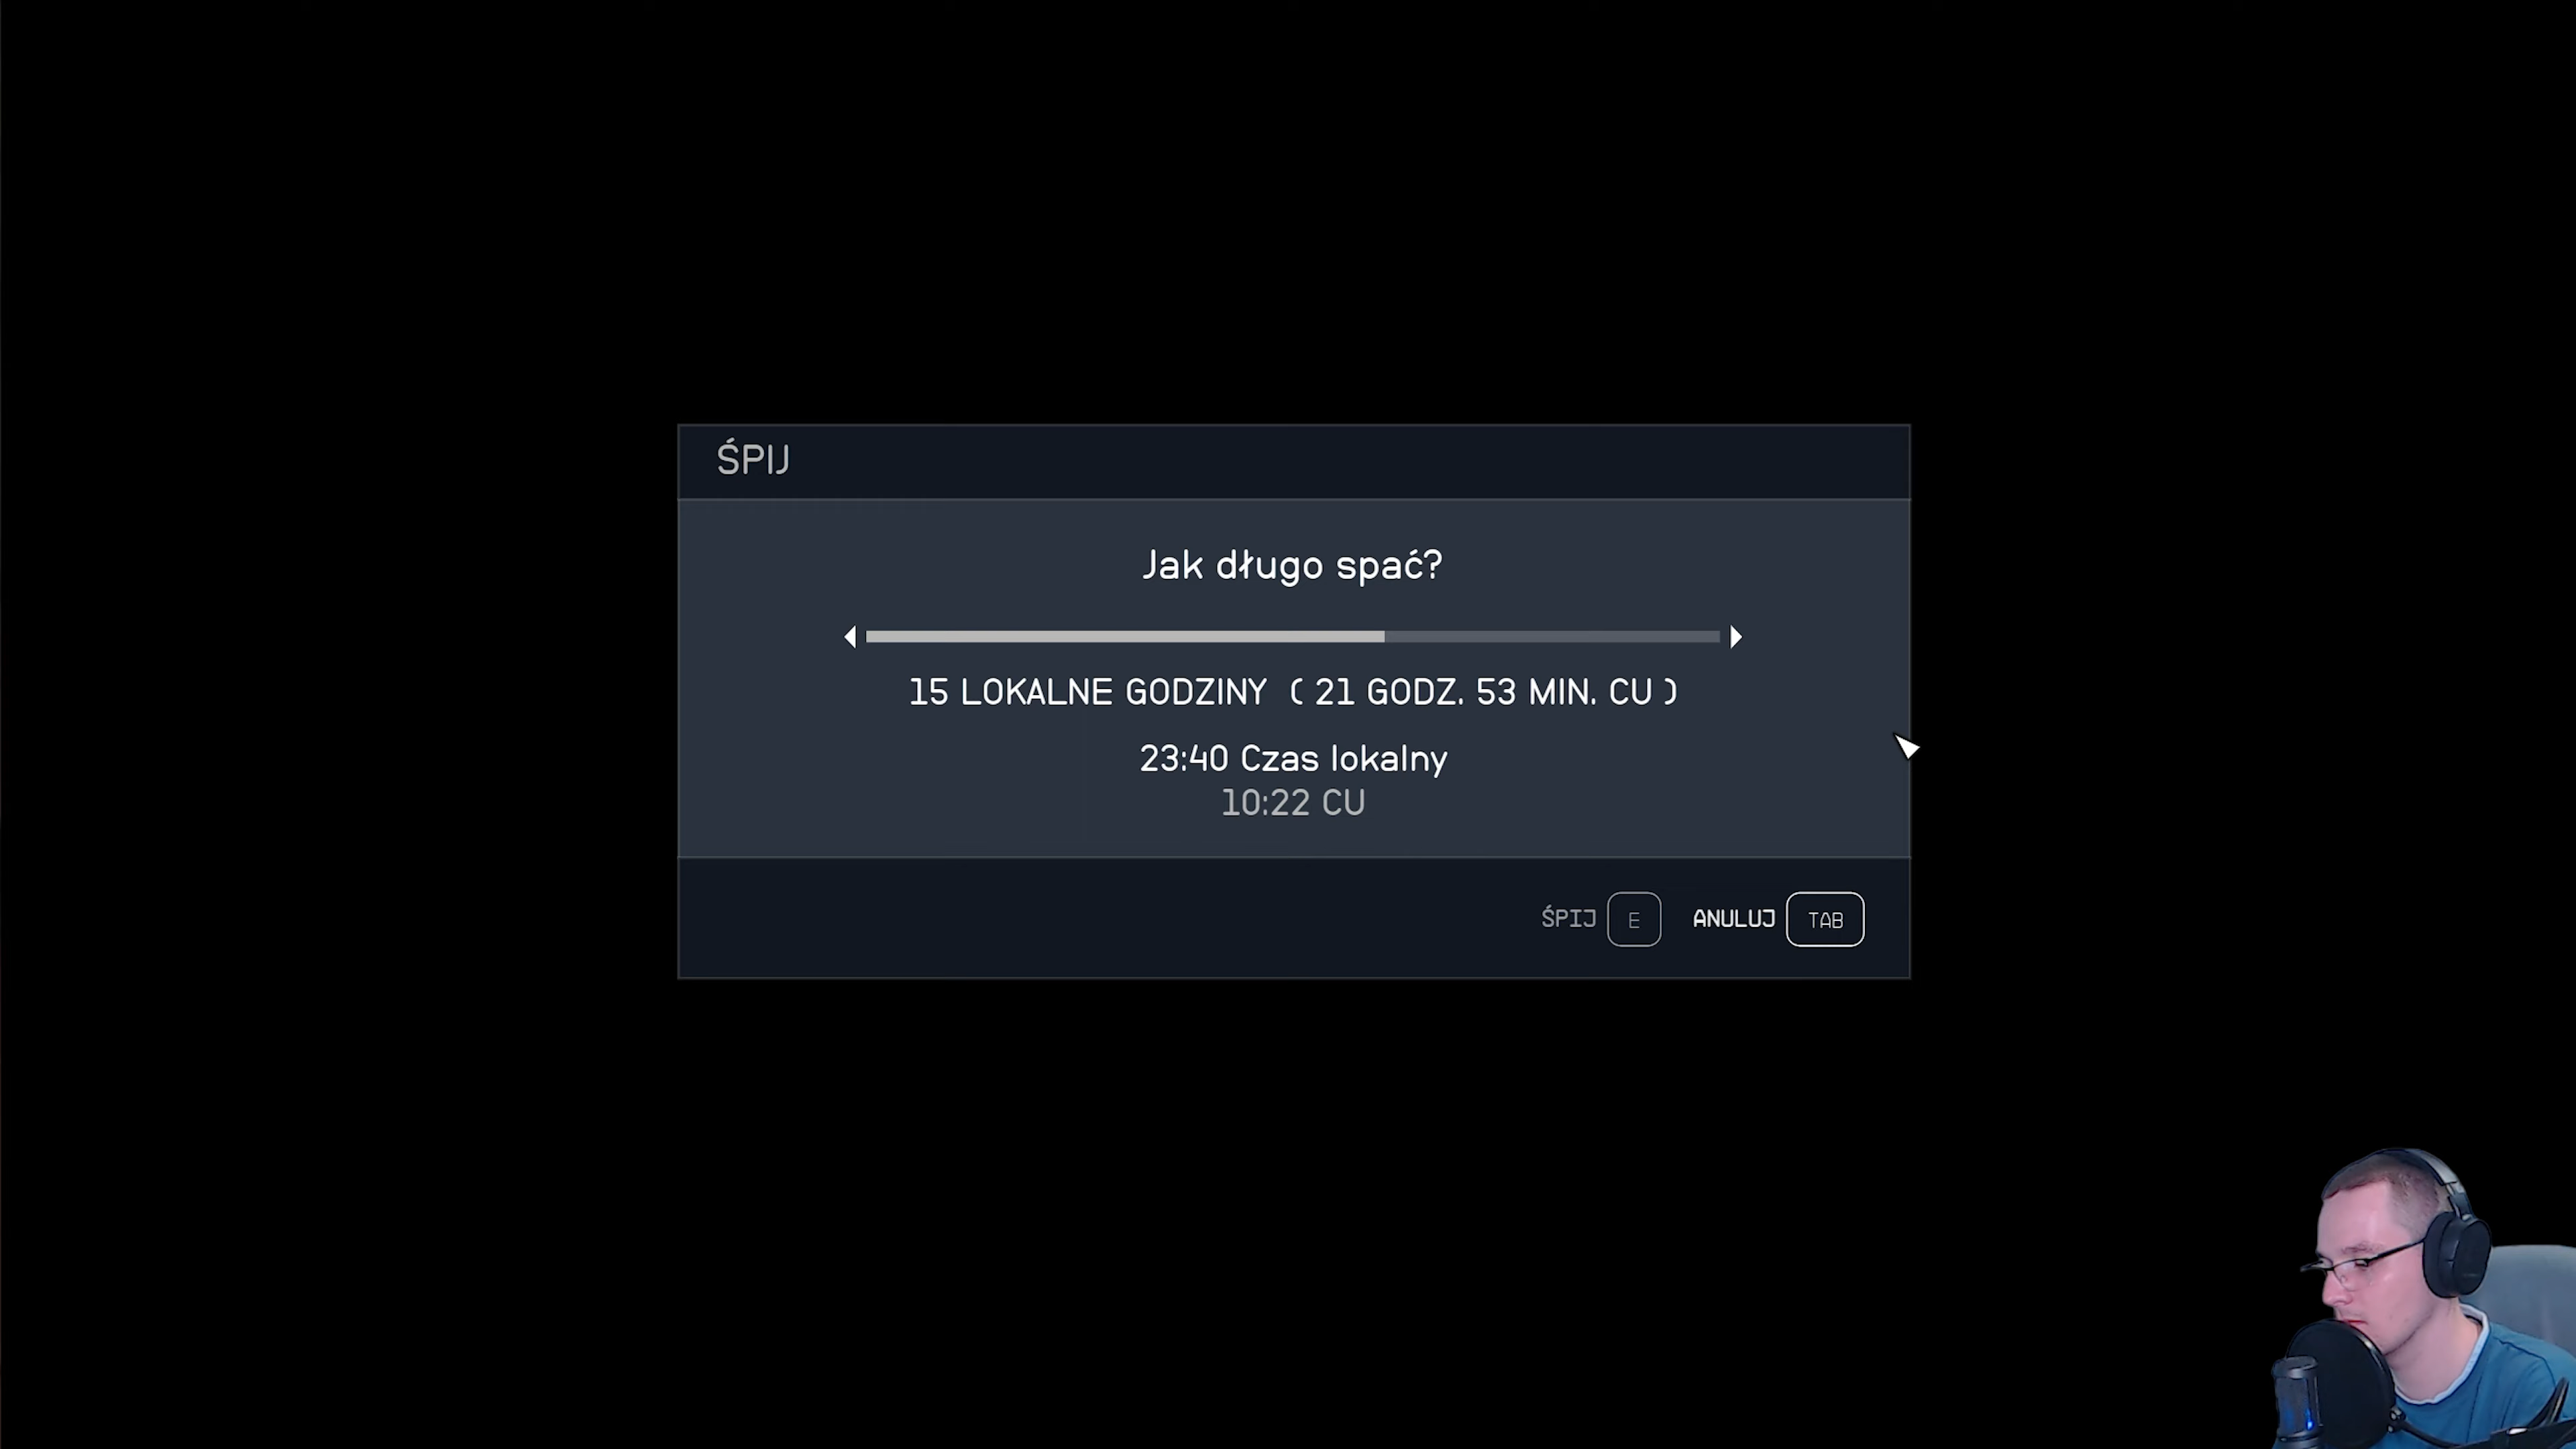 ŚPIJ
Jak długo spać?
15 LOKALNE GODZINY ( 21 GODZ. 53 MIN. CU )
23:40 Czas lokalny
10:22 CU
ŚPIJ E ANULUJ TAB